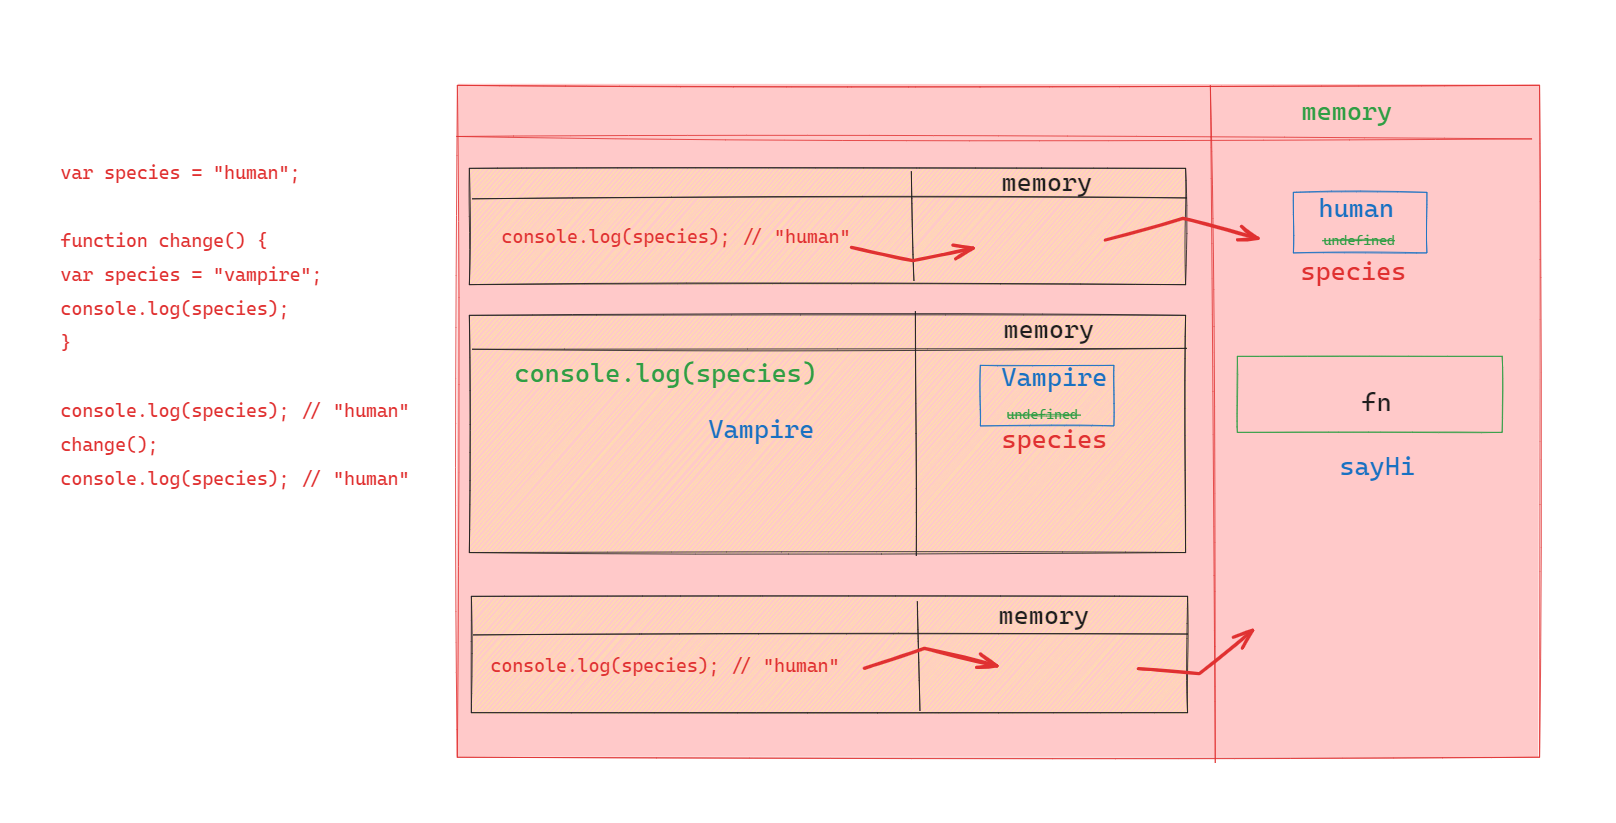 var species = "human";
function change() {
var species = "vampire";
console.log(species);
}
console.log(species); // "human"
change();
console.log(species); // "human"
memory
memory
console.log(species); // "human"
human
undefined
species
memory
console.log(species)
Vampire
Vampire
undefined
species
fn
sayHi
memory
console.log(species); // "human"